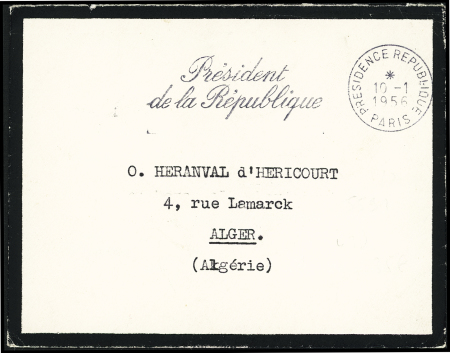 Président
de la République
PRESIDENCE REPUBLIQUE
*
10 -1
1956
PARIS
O. HERANVAL d'HERICOURT
4, rue Lamarck
ALGER.
(Algérie)